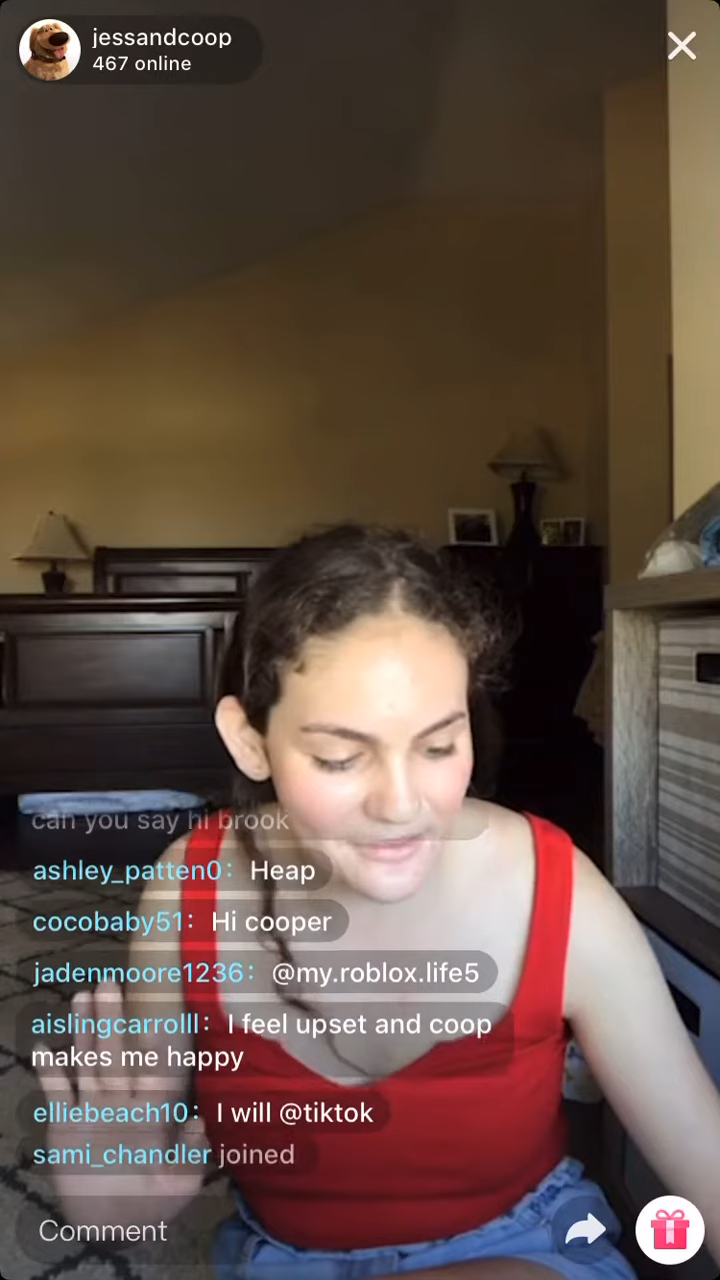 jessandcoop
467 online
can you say hi brook
ashley_patten0: Heap
cocobaby51: Hi cooper
jadenmoore1236: @my.roblox.life5
aislingcarrolll: I feel upset and coop
makes me happy
elliebeach10: I will @tiktok
sami_chandler joined
Comment